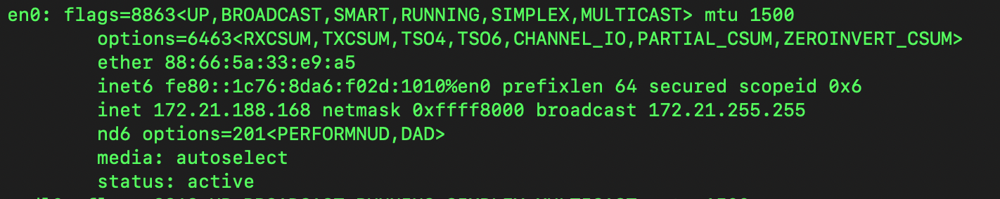 en0: flags=8863<UP,BROADCAST,SMART,RUNNING,SIMPLEX,MULTICAST> mtu 1500
options=6463<RXCSUM,TXCSUM,TSO4,TSO6,CHANNEL_IO,PARTIAL_CSUM,ZEROINVERT_CSUM>
ether 88:66:5a:33:e9:a5
inet6 fe80::1c76:8da6:f02d:1010%en0 prefixlen 64 secured scopeid 0x6
inet 172.21.188.168 netmask 0xffff8000 broadcast 172.21.255.255
nd6 options=201<PERFORMNUD,DAD>
media: autoselect
status: active